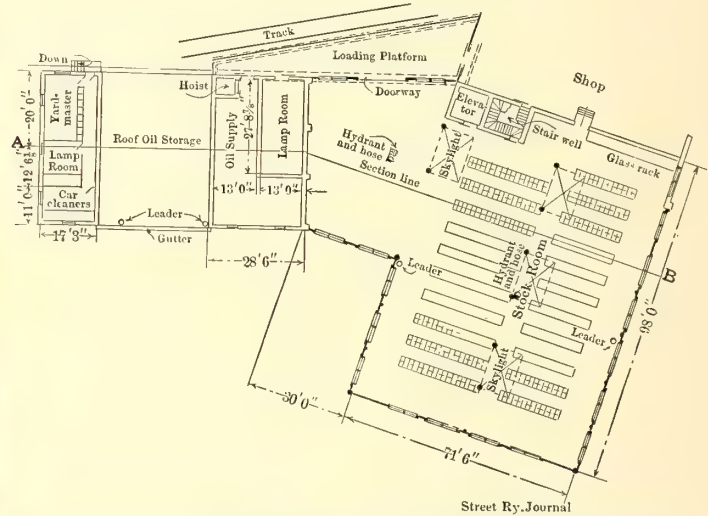 Track
Loading Platform
Down
Hoist
Doorway
Shop
Yard-
master
20'0"
A
Roof Oil Storage
Oil Supply
27'8⅞"
Lamp Room
Eleva-
tor
Stair well
Glass rack
Hydrant
and hose
Section line
Skylight
Lamp
Room
12'6"
Car
cleaners
11'0"
13'0"
13'0"
Leader
Gutter
17'3"
28'6"
Leader
Hydrant
and hose
Stock Room
B
98'0"
Leader
Skylight
30'0"
71'6"
Street Ry. Journal